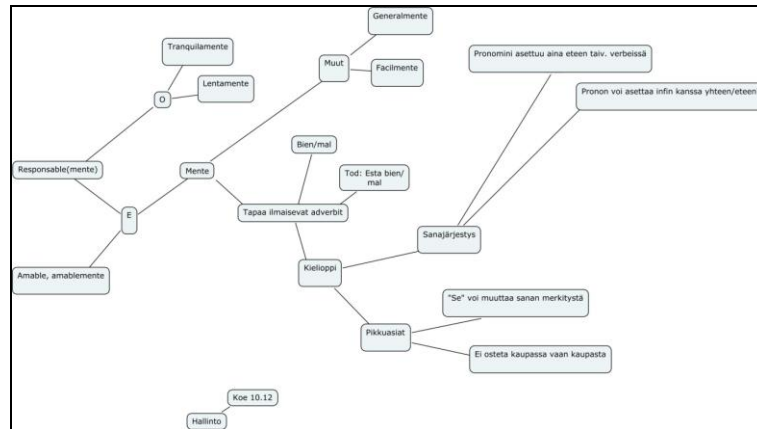 Generalmente
Tranquilamente
Muut
Pronomini asettuu aina eteen taiv. verbeissä
Facilmente
Lentamente
O
Pronon voi asettaa infin kanssa yhteen/eteen
Bien/mal
Responsable(mente)
Mente
Tod: Esta bien/
mal
E
Tapaa ilmaisevat adverbit
Sanajärjestys
Amable, amablemente
Kielioppi
"Se" voi muuttaa sanan merkitystä
Pikkuasiat
Ei osteta kaupassa vaan kaupasta
Koe 10.12
Hallinto